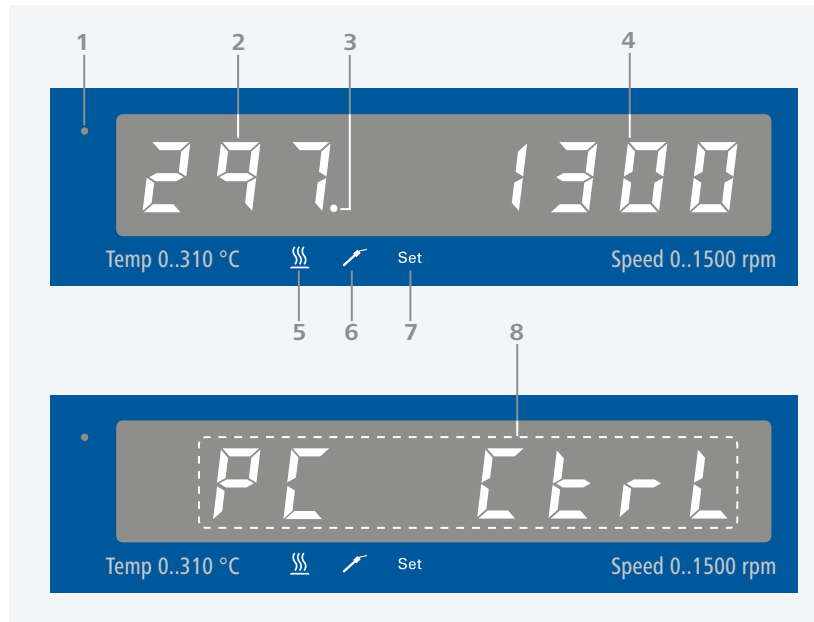 1 2 3 4
297. 1300
Temp 0..310 °C Set Speed 0..1500 rpm
5 6 7 8
PC CtrL
Temp 0..310 °C Set Speed 0..1500 rpm